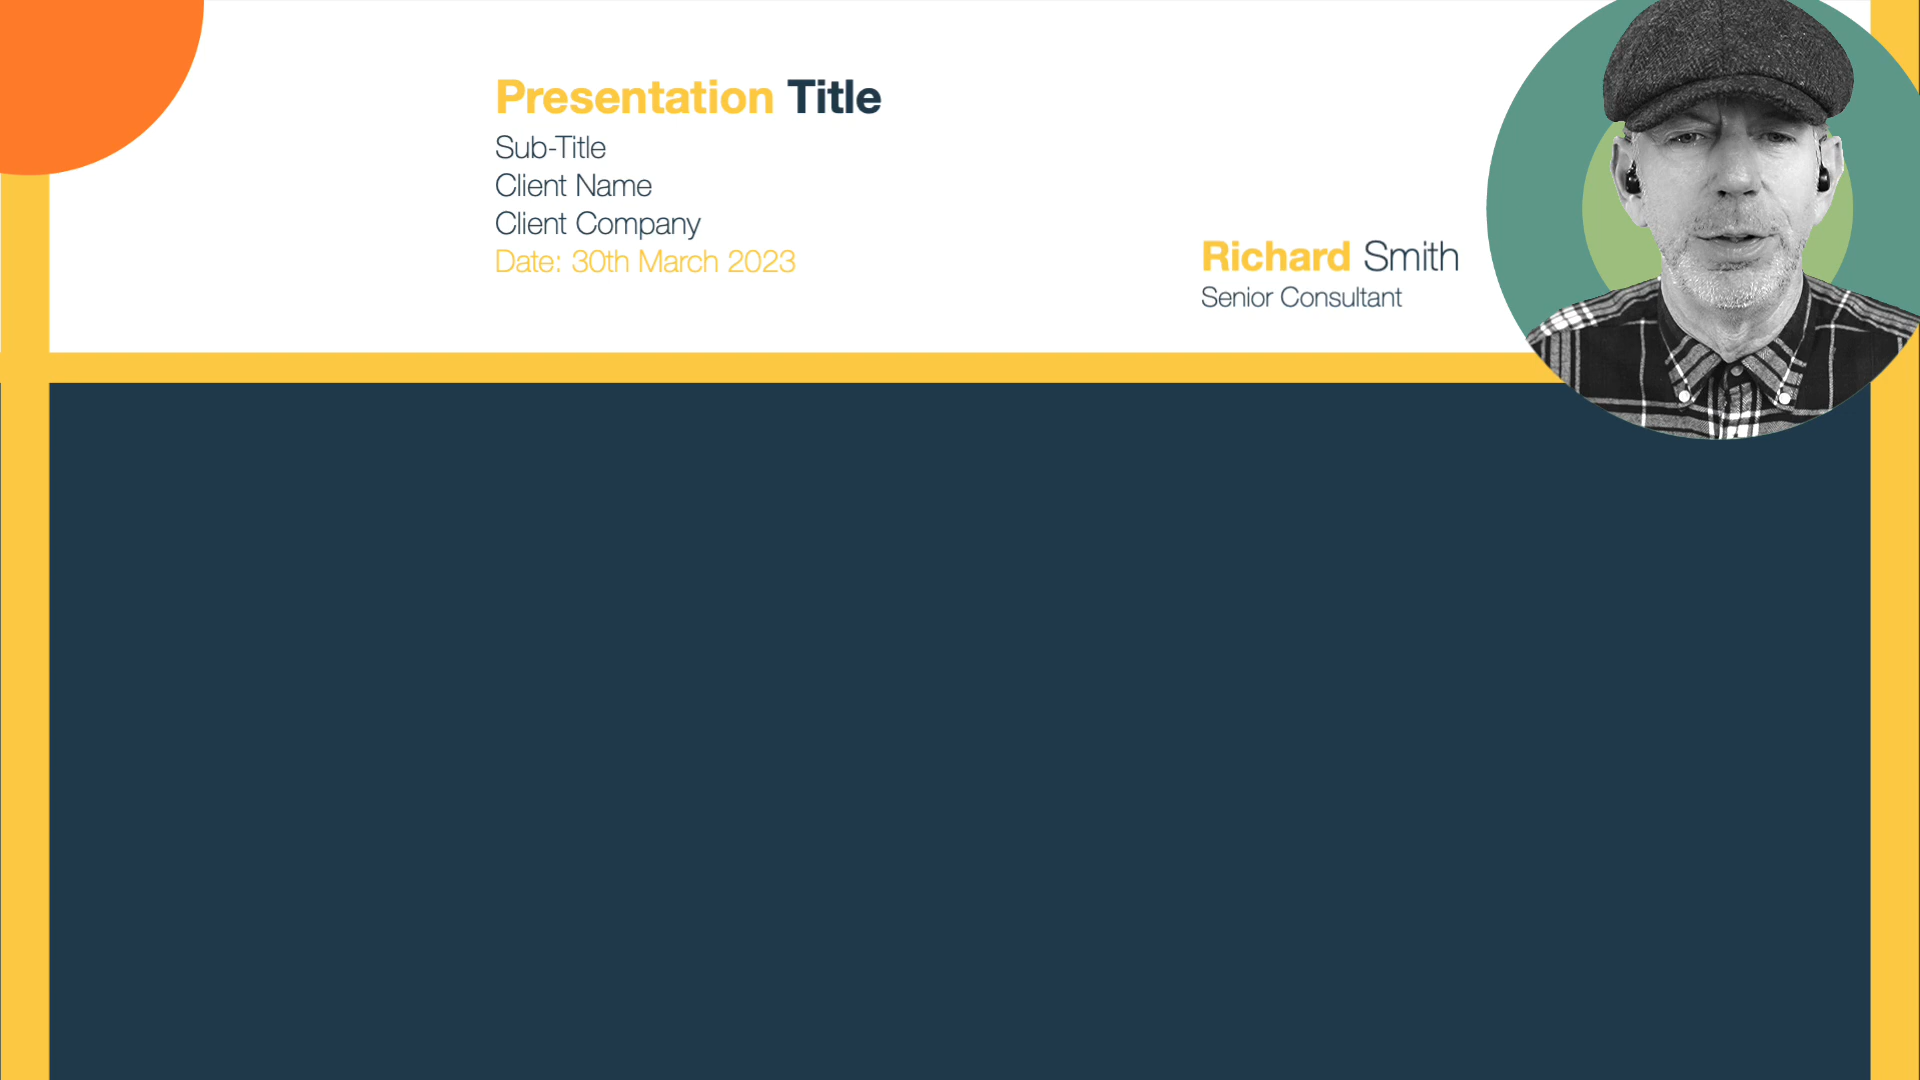 Presentation Title
Sub-Title
Client Name
Client Company
Date: 30th March 2023
Richard Smith
Senior Consultant